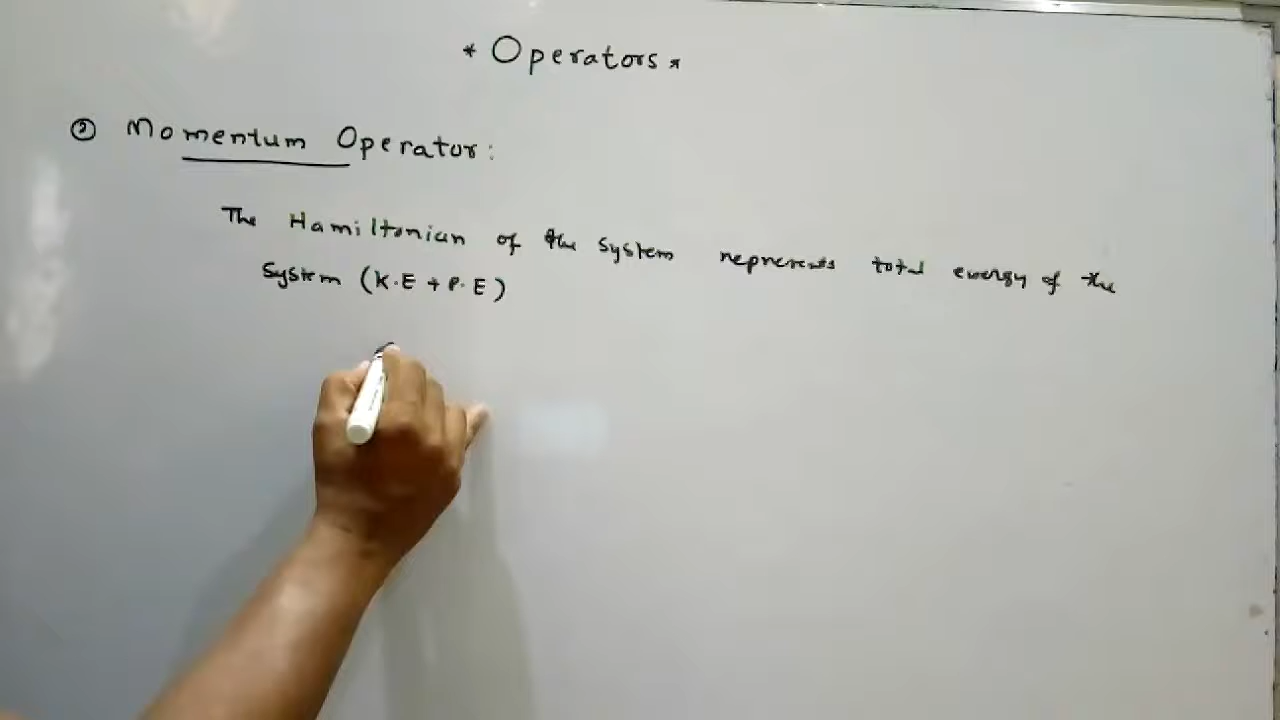 * Operators *
② Momentum Operator:
The Hamiltonian of the system represents total energy of the
System (K.E + P.E)